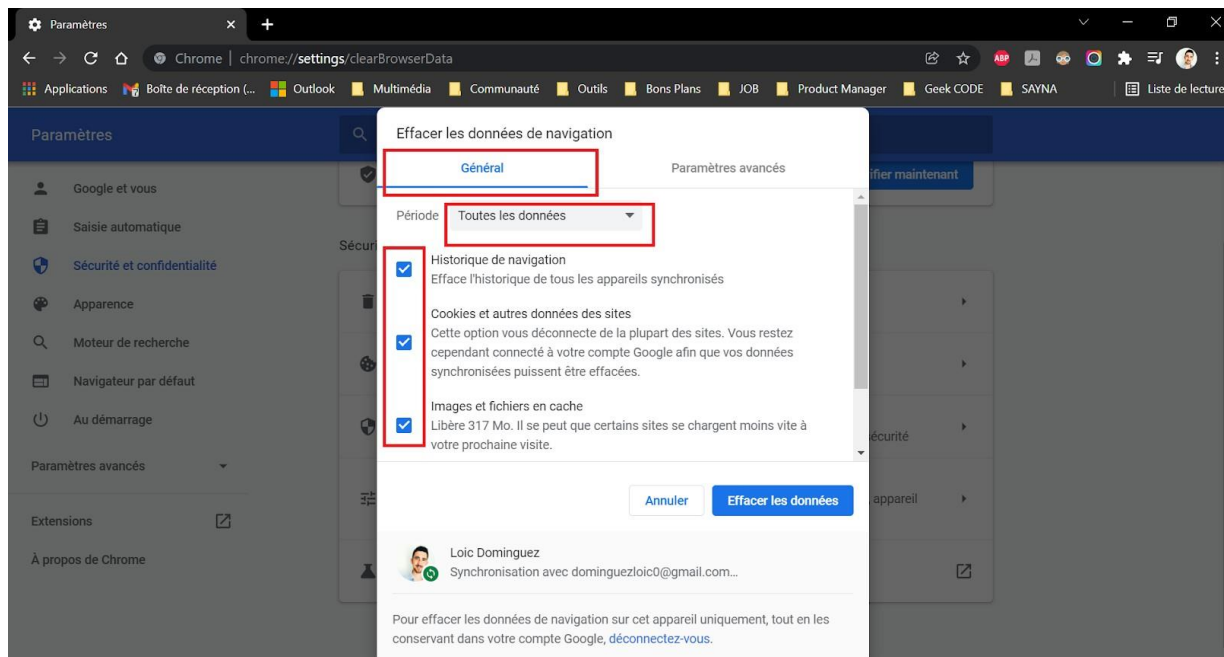 Paramètres
Chrome | chrome://settings/clearBrowserData
ABP
Applications
Boîte de réception (...
Outlook
Multimédia
Communauté
Outils
Bons Plans
JOB
Product Manager
Geek CODE
SAYNA
Liste de lecture
Paramètres
Effacer les données de navigation
Général
Paramètres avancés
ifier maintenant
Google et vous
Saisie automatique
Sécurité et confidentialité
Apparence
Moteur de recherche
Navigateur par défaut
Au démarrage
Paramètres avancés
Extensions
À propos de Chrome
Période
Toutes les données
Sécuri
Historique de navigation
Efface l'historique de tous les appareils synchronisés
Cookies et autres données des sites
Cette option vous déconnecte de la plupart des sites. Vous restez
cependant connecté à votre compte Google afin que vos données
synchronisées puissent être effacées.
Images et fichiers en cache
Libère 317 Mo. Il se peut que certains sites se chargent moins vite à
votre prochaine visite.
écurité
Annuler
Effacer les données
appareil
Loic Dominguez
Synchronisation avec dominguezloic0@gmail.com...
Pour effacer les données de navigation sur cet appareil uniquement, tout en les
conservant dans votre compte Google, déconnectez-vous.